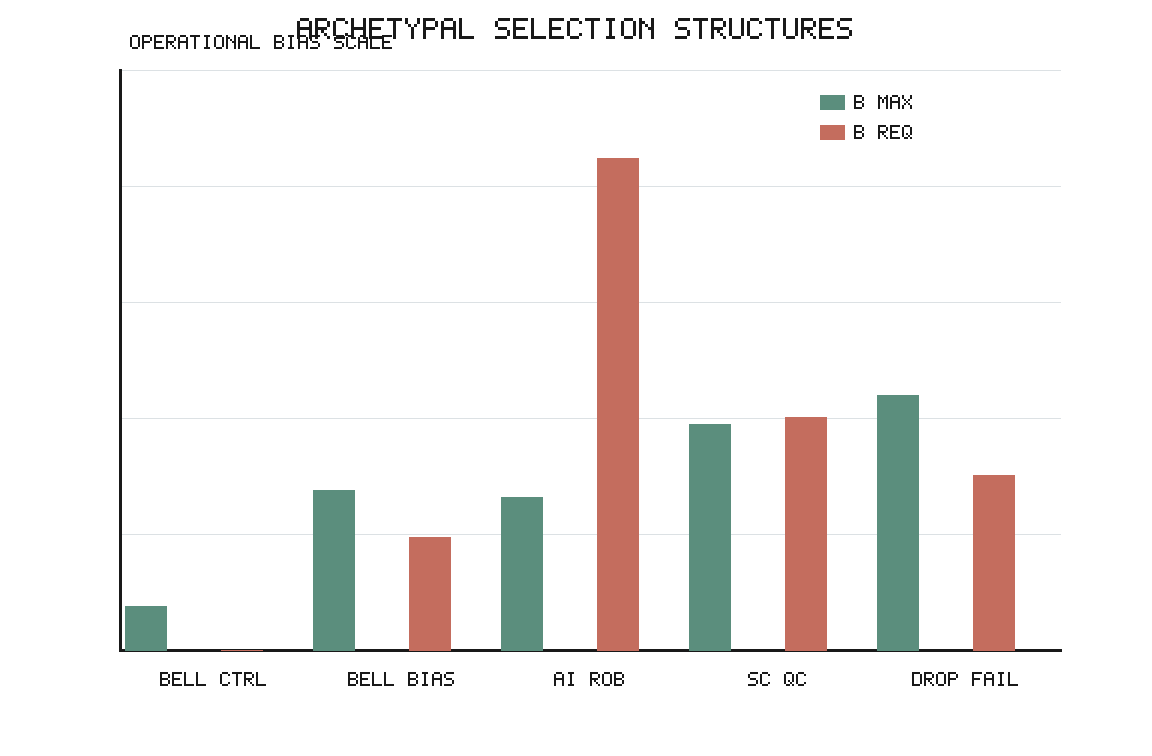 ARCHETYPAL SELECTION STRUCTURES
OPERATIONAL BIAS SCALE
B MAX
B REQ
BELL CTRL
BELL BIAS
AI ROB
SC QC
DROP FAIL